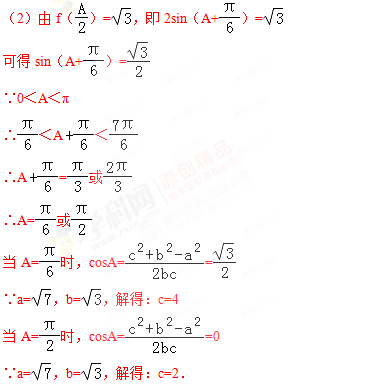 （2）由 f（A/2）=√3，即 2sin（A+π/6）=√3
可得 sin（A+π/6）=√3/2
∵0＜A＜π
∴π/6＜A+π/6＜7π/6
∴A+π/6=π/3或2π/3
∴A=π/6或π/2
当 A=π/6时，cosA=(c²+b²-a²)/2bc=√3/2
∵a=√7，b=√3，解得：c=4
当 A=π/2时，cosA=(c²+b²-a²)/2bc=0
∵a=√7，b=√3，解得：c=2．